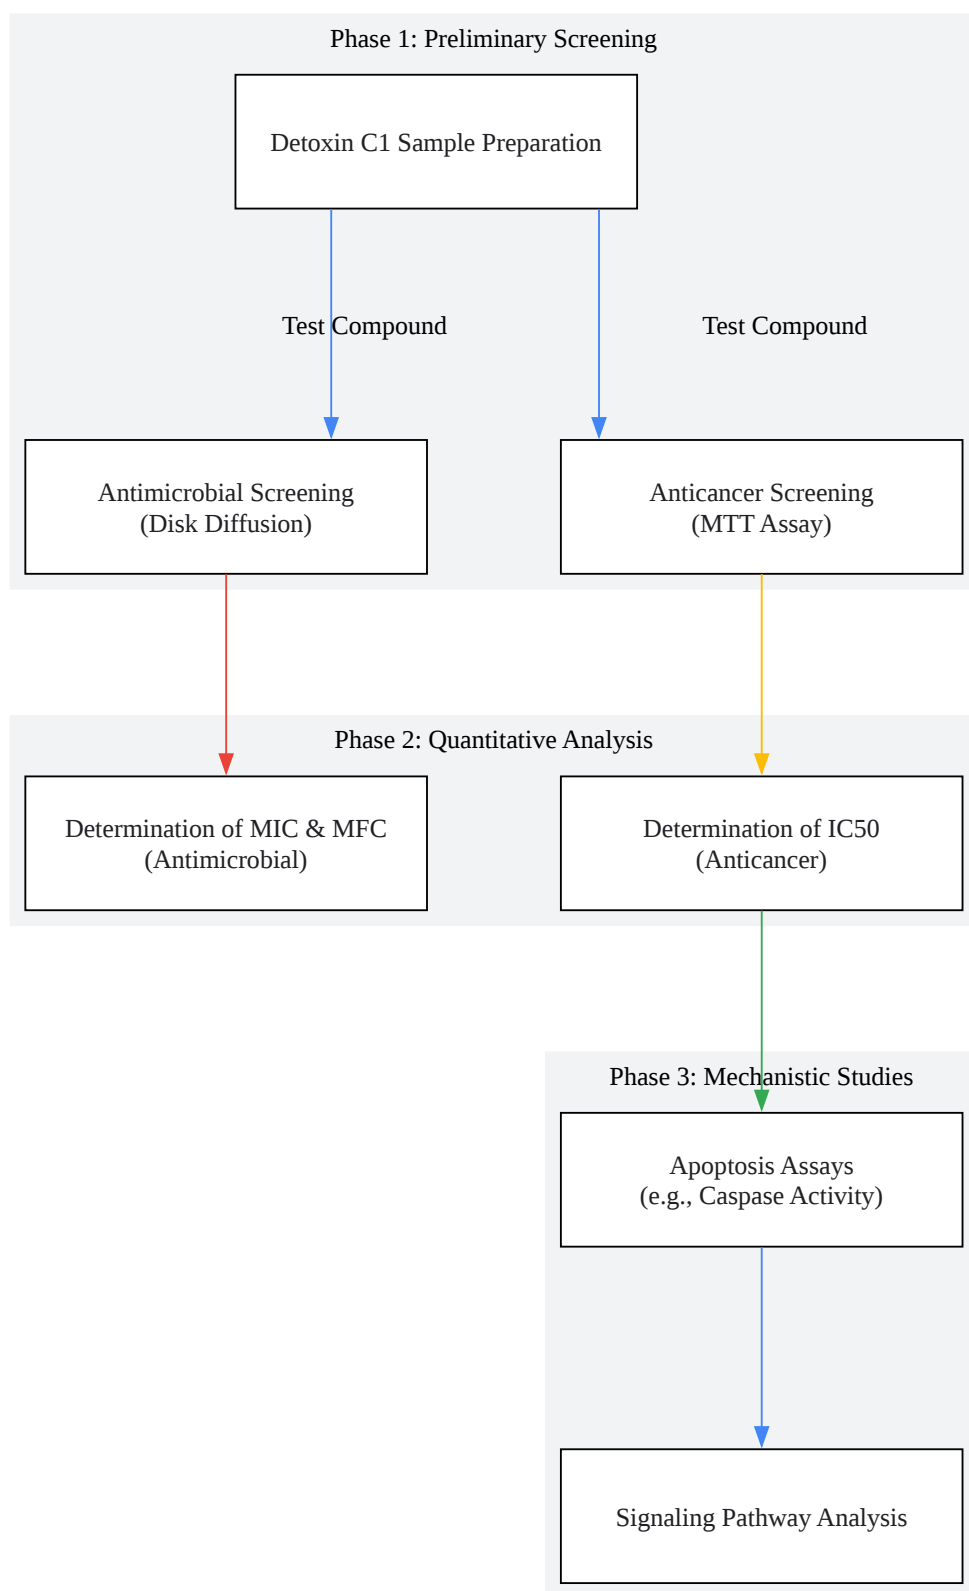 Phase 1: Preliminary Screening
Detoxin C1 Sample Preparation
Test Compound
Test Compound
Antimicrobial Screening
(Disk Diffusion)
Anticancer Screening
(MTT Assay)
Phase 2: Quantitative Analysis
Determination of MIC & MFC
(Antimicrobial)
Determination of IC50
(Anticancer)
Phase 3: Mechanistic Studies
Apoptosis Assays
(e.g., Caspase Activity)
Signaling Pathway Analysis